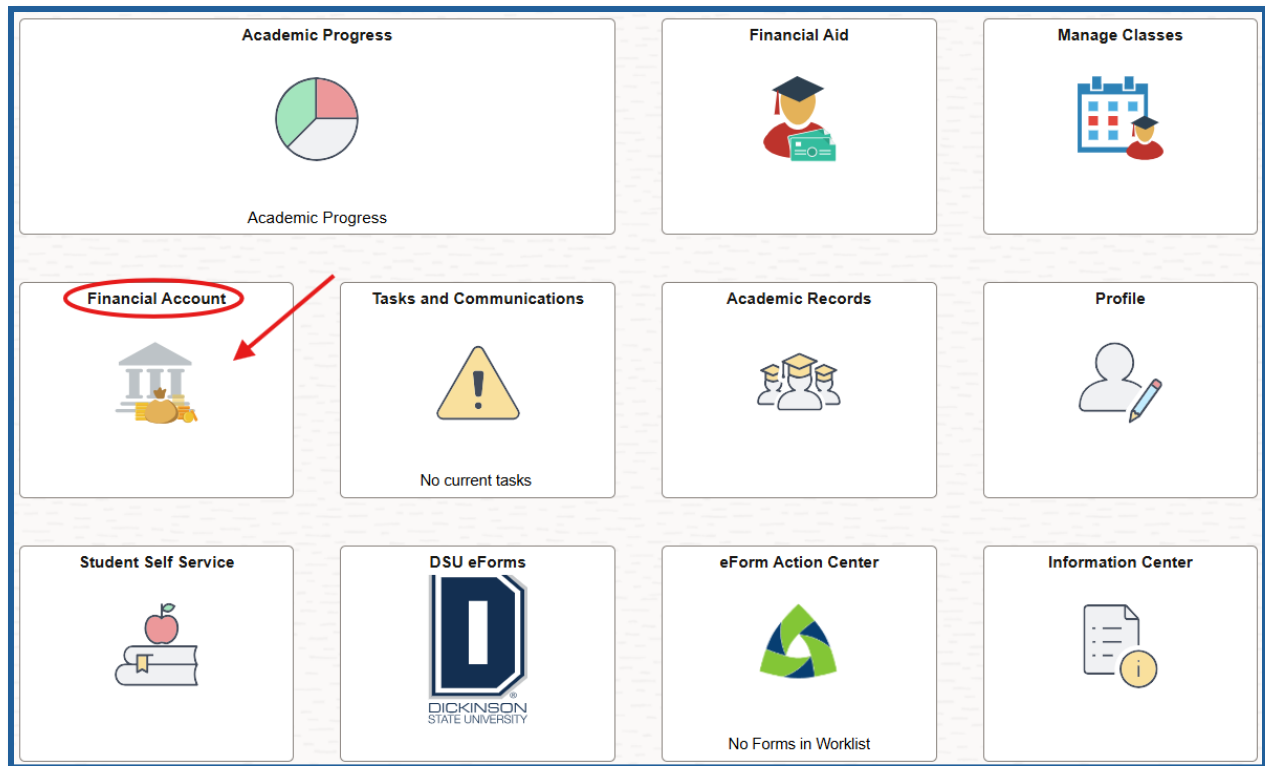 Academic Progress
Academic Progress
Financial Aid
Manage Classes
Financial Account
Tasks and Communications
No current tasks
Academic Records
Profile
Student Self Service
DSU eForms
D
®
DICKINSON
STATE UNIVERSITY
eForm Action Center
No Forms in Worklist
Information Center
i